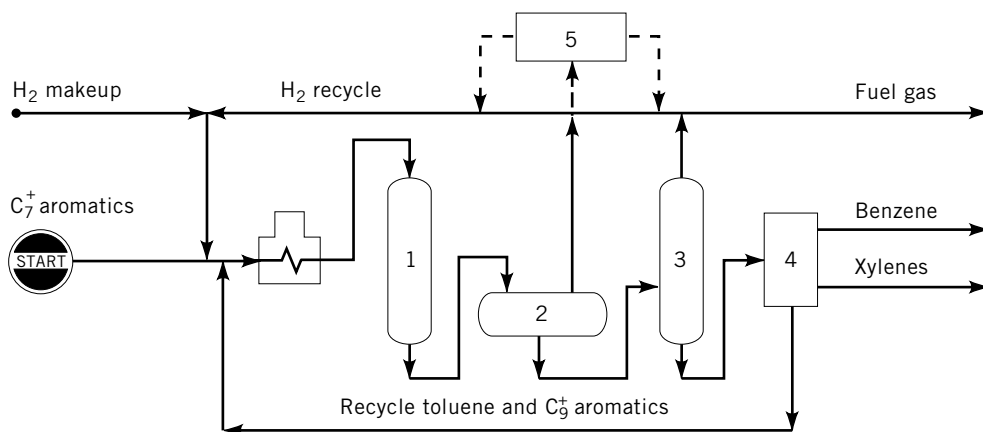 5
H₂ makeup
H₂ recycle
Fuel gas
C₇⁺ aromatics
START
1
2
3
4
Benzene
Xylenes
Recycle toluene and C₉⁺ aromatics